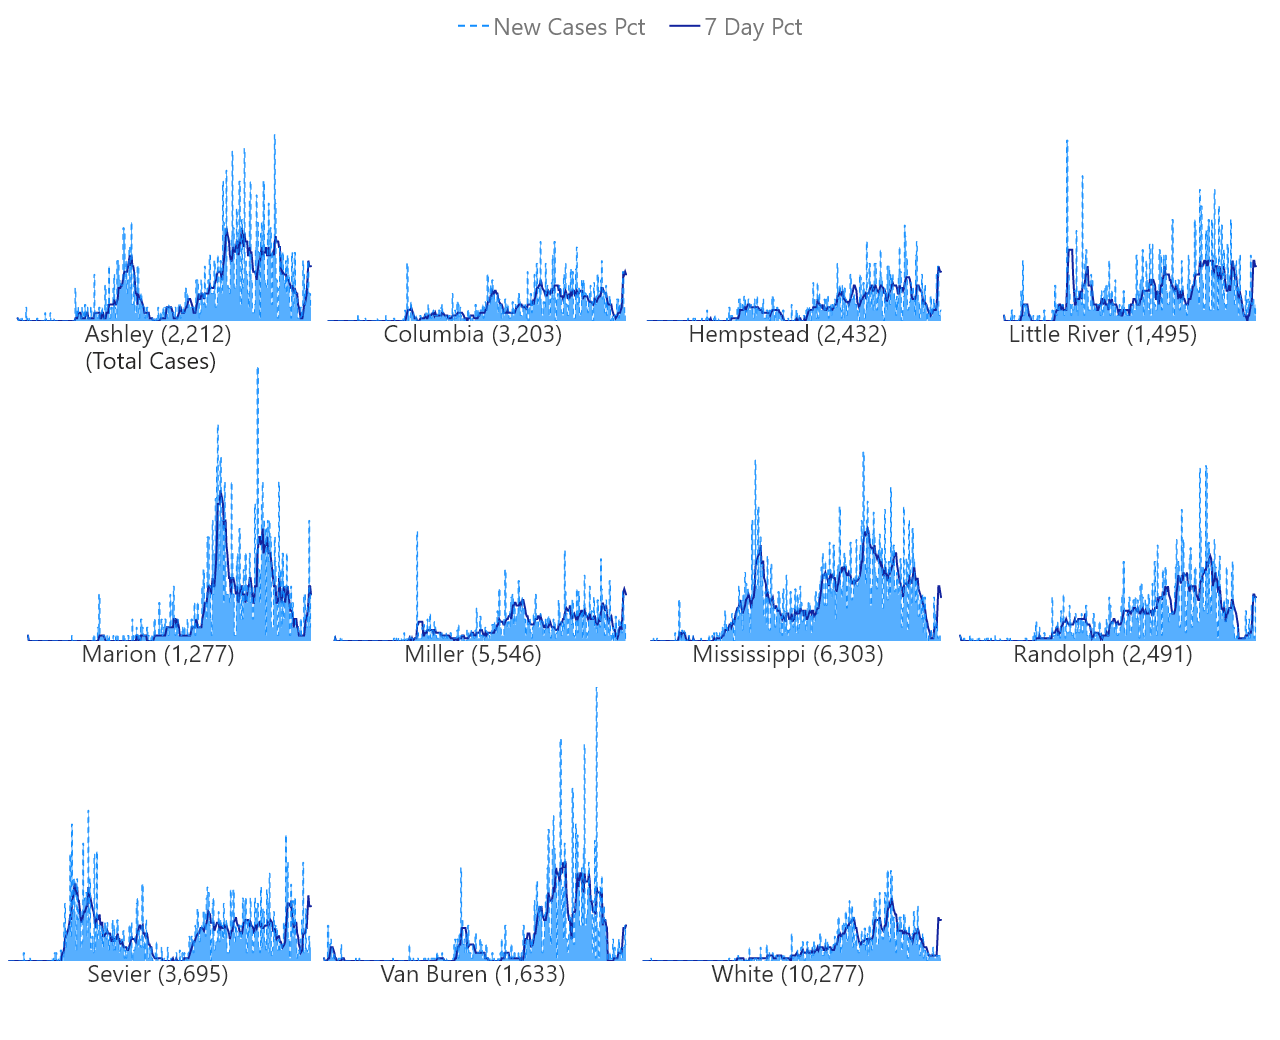 New Cases Pct 7 Day Pct
Ashley (2,212) Columbia (3,203) Hempstead (2,432) Little River (1,495)
(Total Cases)
Marion (1,277) Miller (5,546) Mississippi (6,303) Randolph (2,491)
Sevier (3,695) Van Buren (1,633) White (10,277)